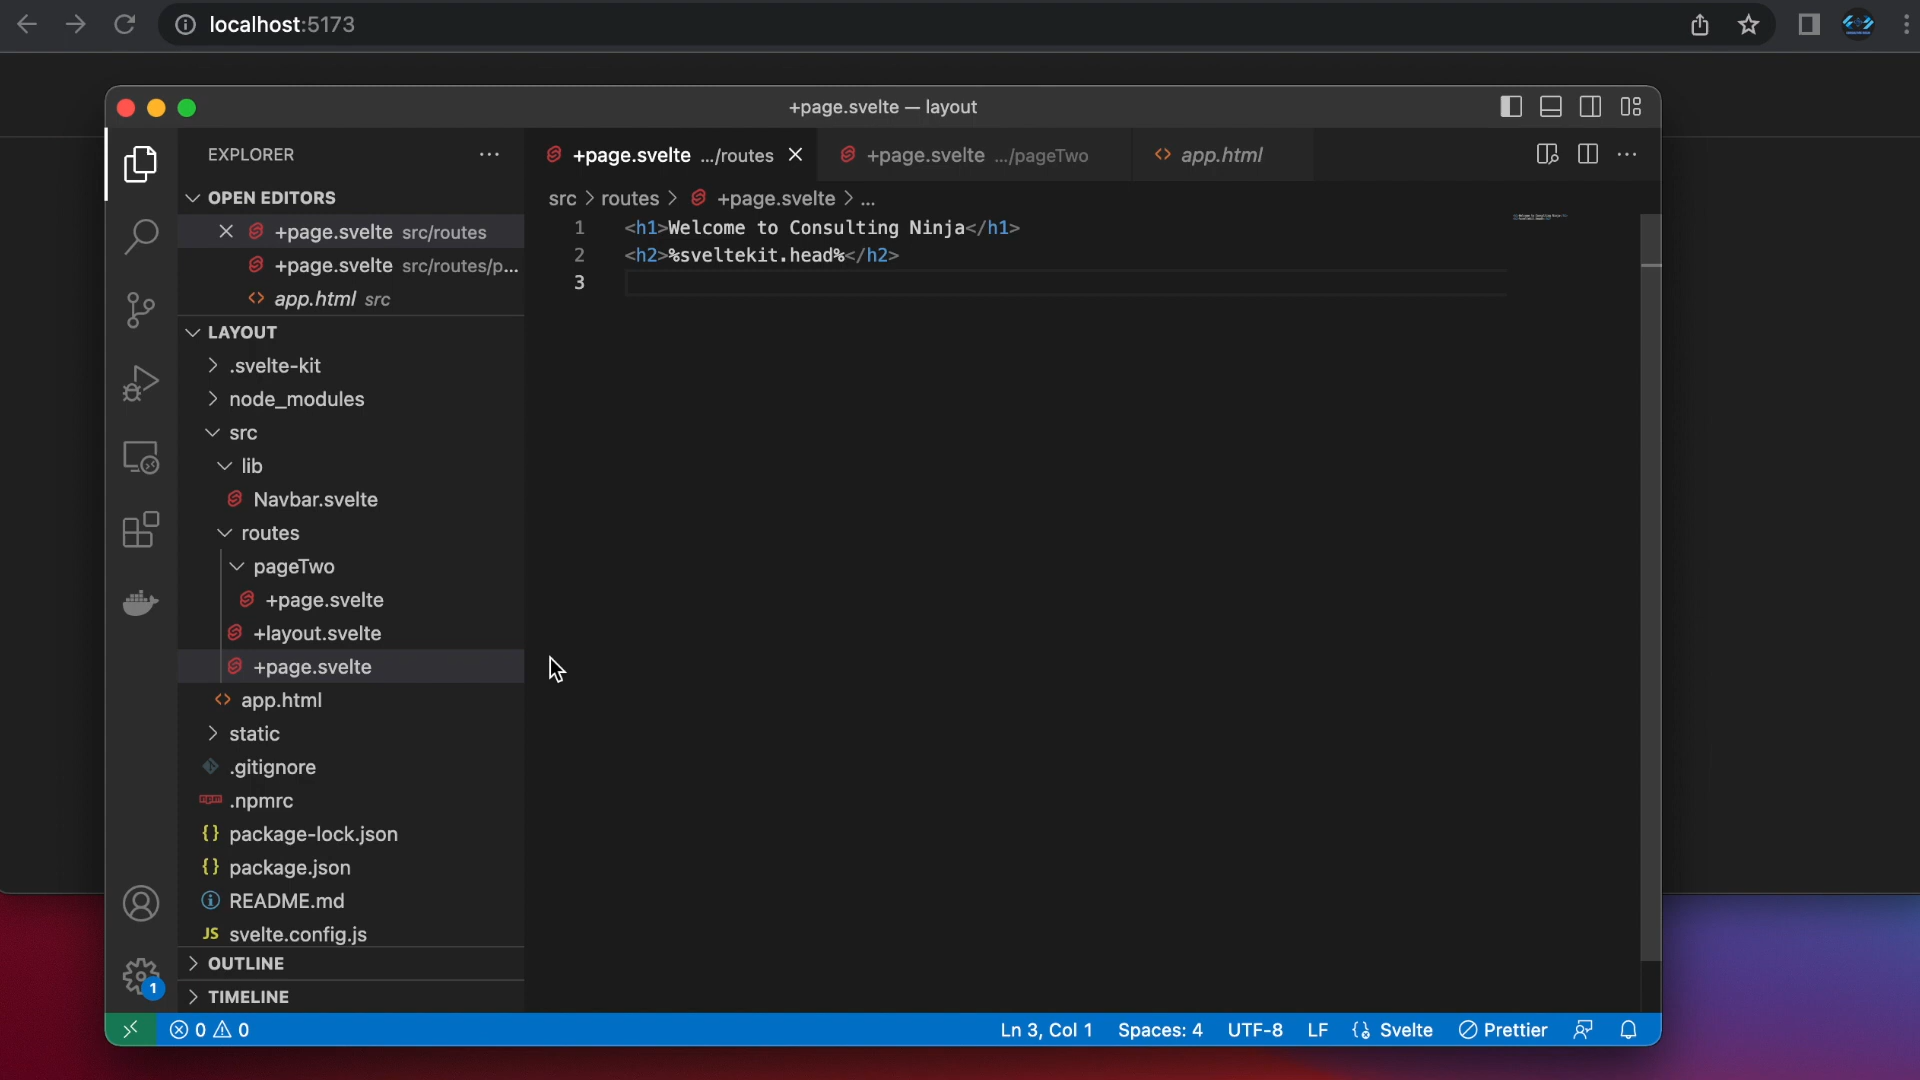 localhost:5173
+page.svelte — layout
EXPLORER
+page.svelte .../routes
+page.svelte .../pageTwo
app.html
OPEN EDITORS
src > routes > +page.svelte > ...
+page.svelte src/routes
+page.svelte src/routes/p...
app.html src
1 <h1>Welcome to Consulting Ninja</h1>
2 <h2>%sveltekit.head%</h2>
3
LAYOUT
.svelte-kit
node_modules
src
lib
Navbar.svelte
routes
pageTwo
+page.svelte
+layout.svelte
+page.svelte
app.html
static
.gitignore
npm .npmrc
{} package-lock.json
{} package.json
README.md
JS svelte.config.js
OUTLINE
TIMELINE
1
0 0
Ln 3, Col 1 Spaces: 4 UTF-8 LF Svelte Prettier